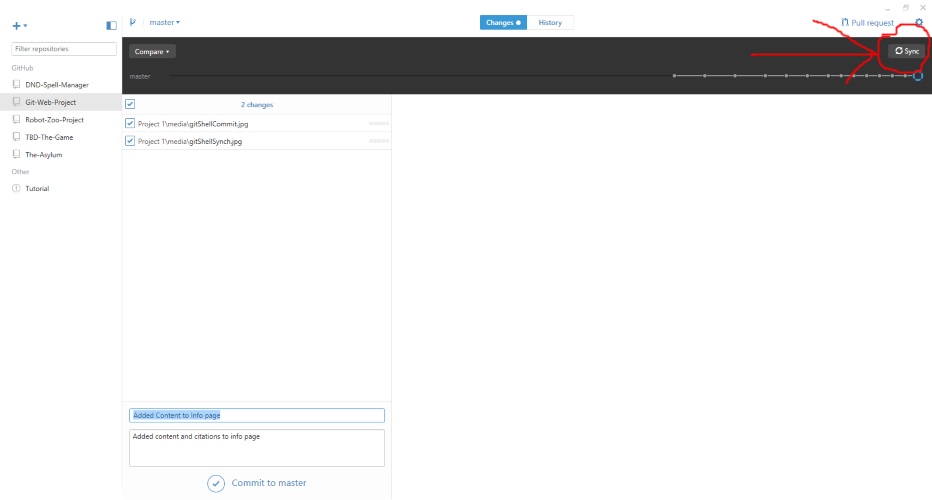 master
Changes
History
Pull request
Filter repositories
Compare
Sync
GitHub
master
DND-Spell-Manager
Git-Web-Project
2 changes
Robot-Zoo-Project
Project 1\media\gitShellCommit.jpg
TBD-The-Game
Project 1\media\gitShellSynch.jpg
The-Asylum
Other
Tutorial
Added Content to info page
Added content and citations to info page
Commit to master